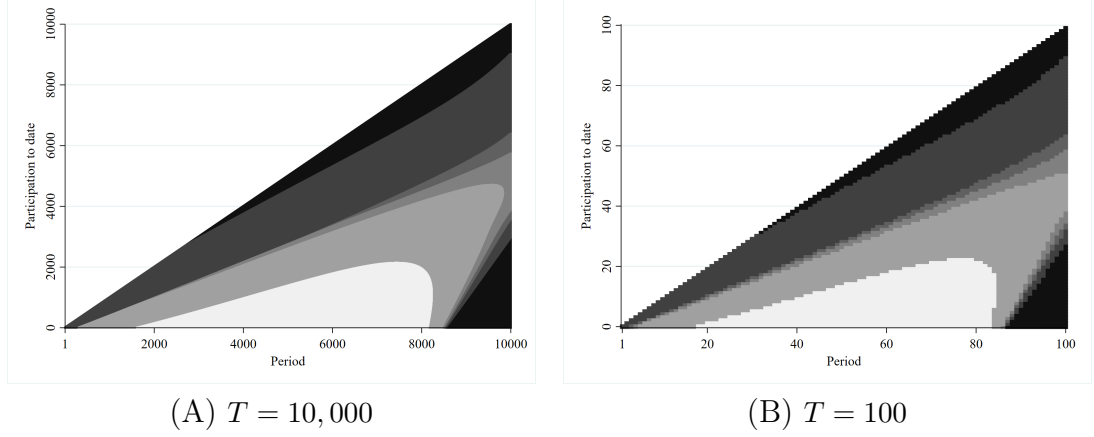 10000
8000
6000
4000
2000
0
Participation to date
1 2000 4000 6000 8000 10000
Period
(A) T = 10,000
100
80
60
40
20
0
Participation to date
1 20 40 60 80 100
Period
(B) T = 100